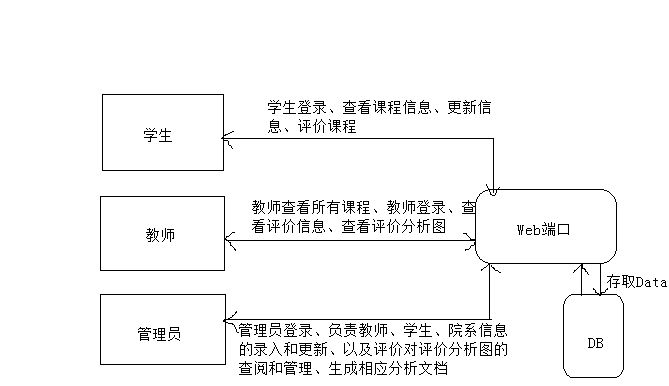 学生登录、查看课程信息、更新信
息、评价课程
学生
教师查看所有课程、教师登录、查
看评价信息、查看评价分析图
教师
Web端口
存取Data
管理员
管理员登录、负责教师、学生、院系信息
的录入和更新、以及评价对评价分析图的
查阅和管理、生成相应分析文档
DB